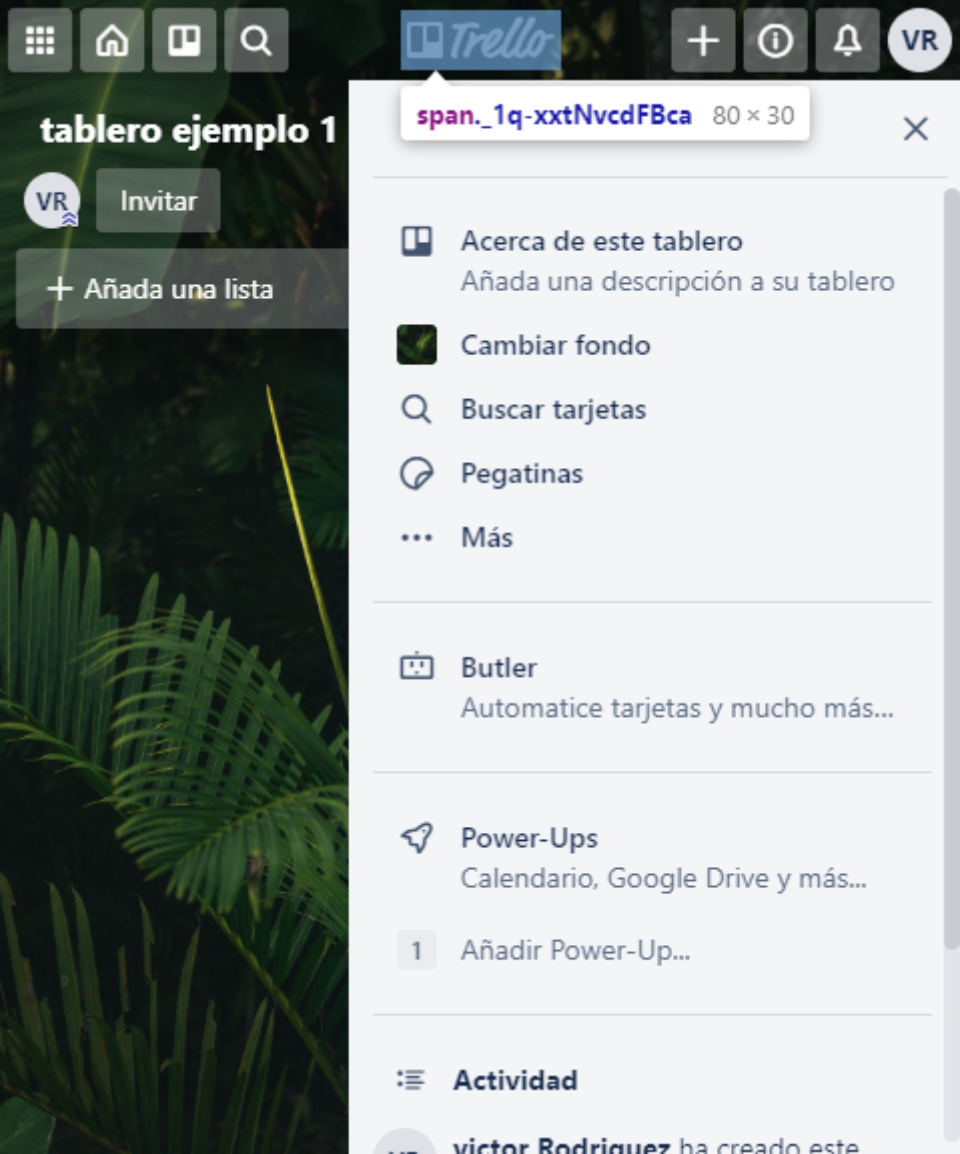 Trello
VR
span._1q-xxtNvcdFBca 80 × 30
tablero ejemplo 1
VR
Invitar
+ Añada una lista
Acerca de este tablero
Añada una descripción a su tablero
Cambiar fondo
Buscar tarjetas
Pegatinas
Más
Butler
Automatice tarjetas y mucho más...
Power-Ups
Calendario, Google Drive y más...
1 Añadir Power-Up...
Actividad
victor Rodriguez ha creado este